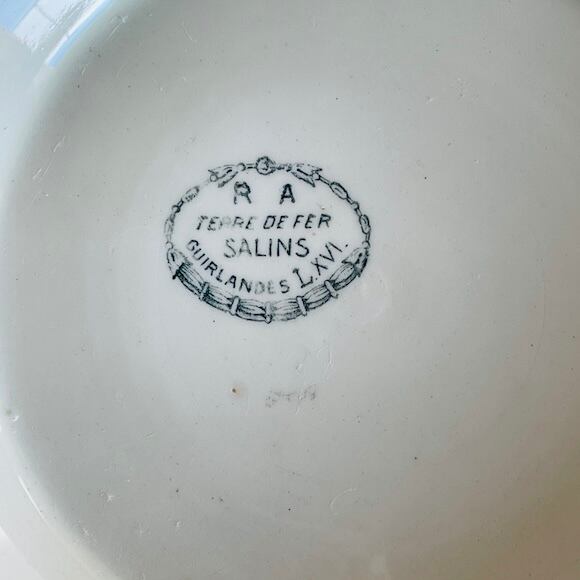 R A
TERRE DE FER
SALINS
GUIRLANDES L.XVI.